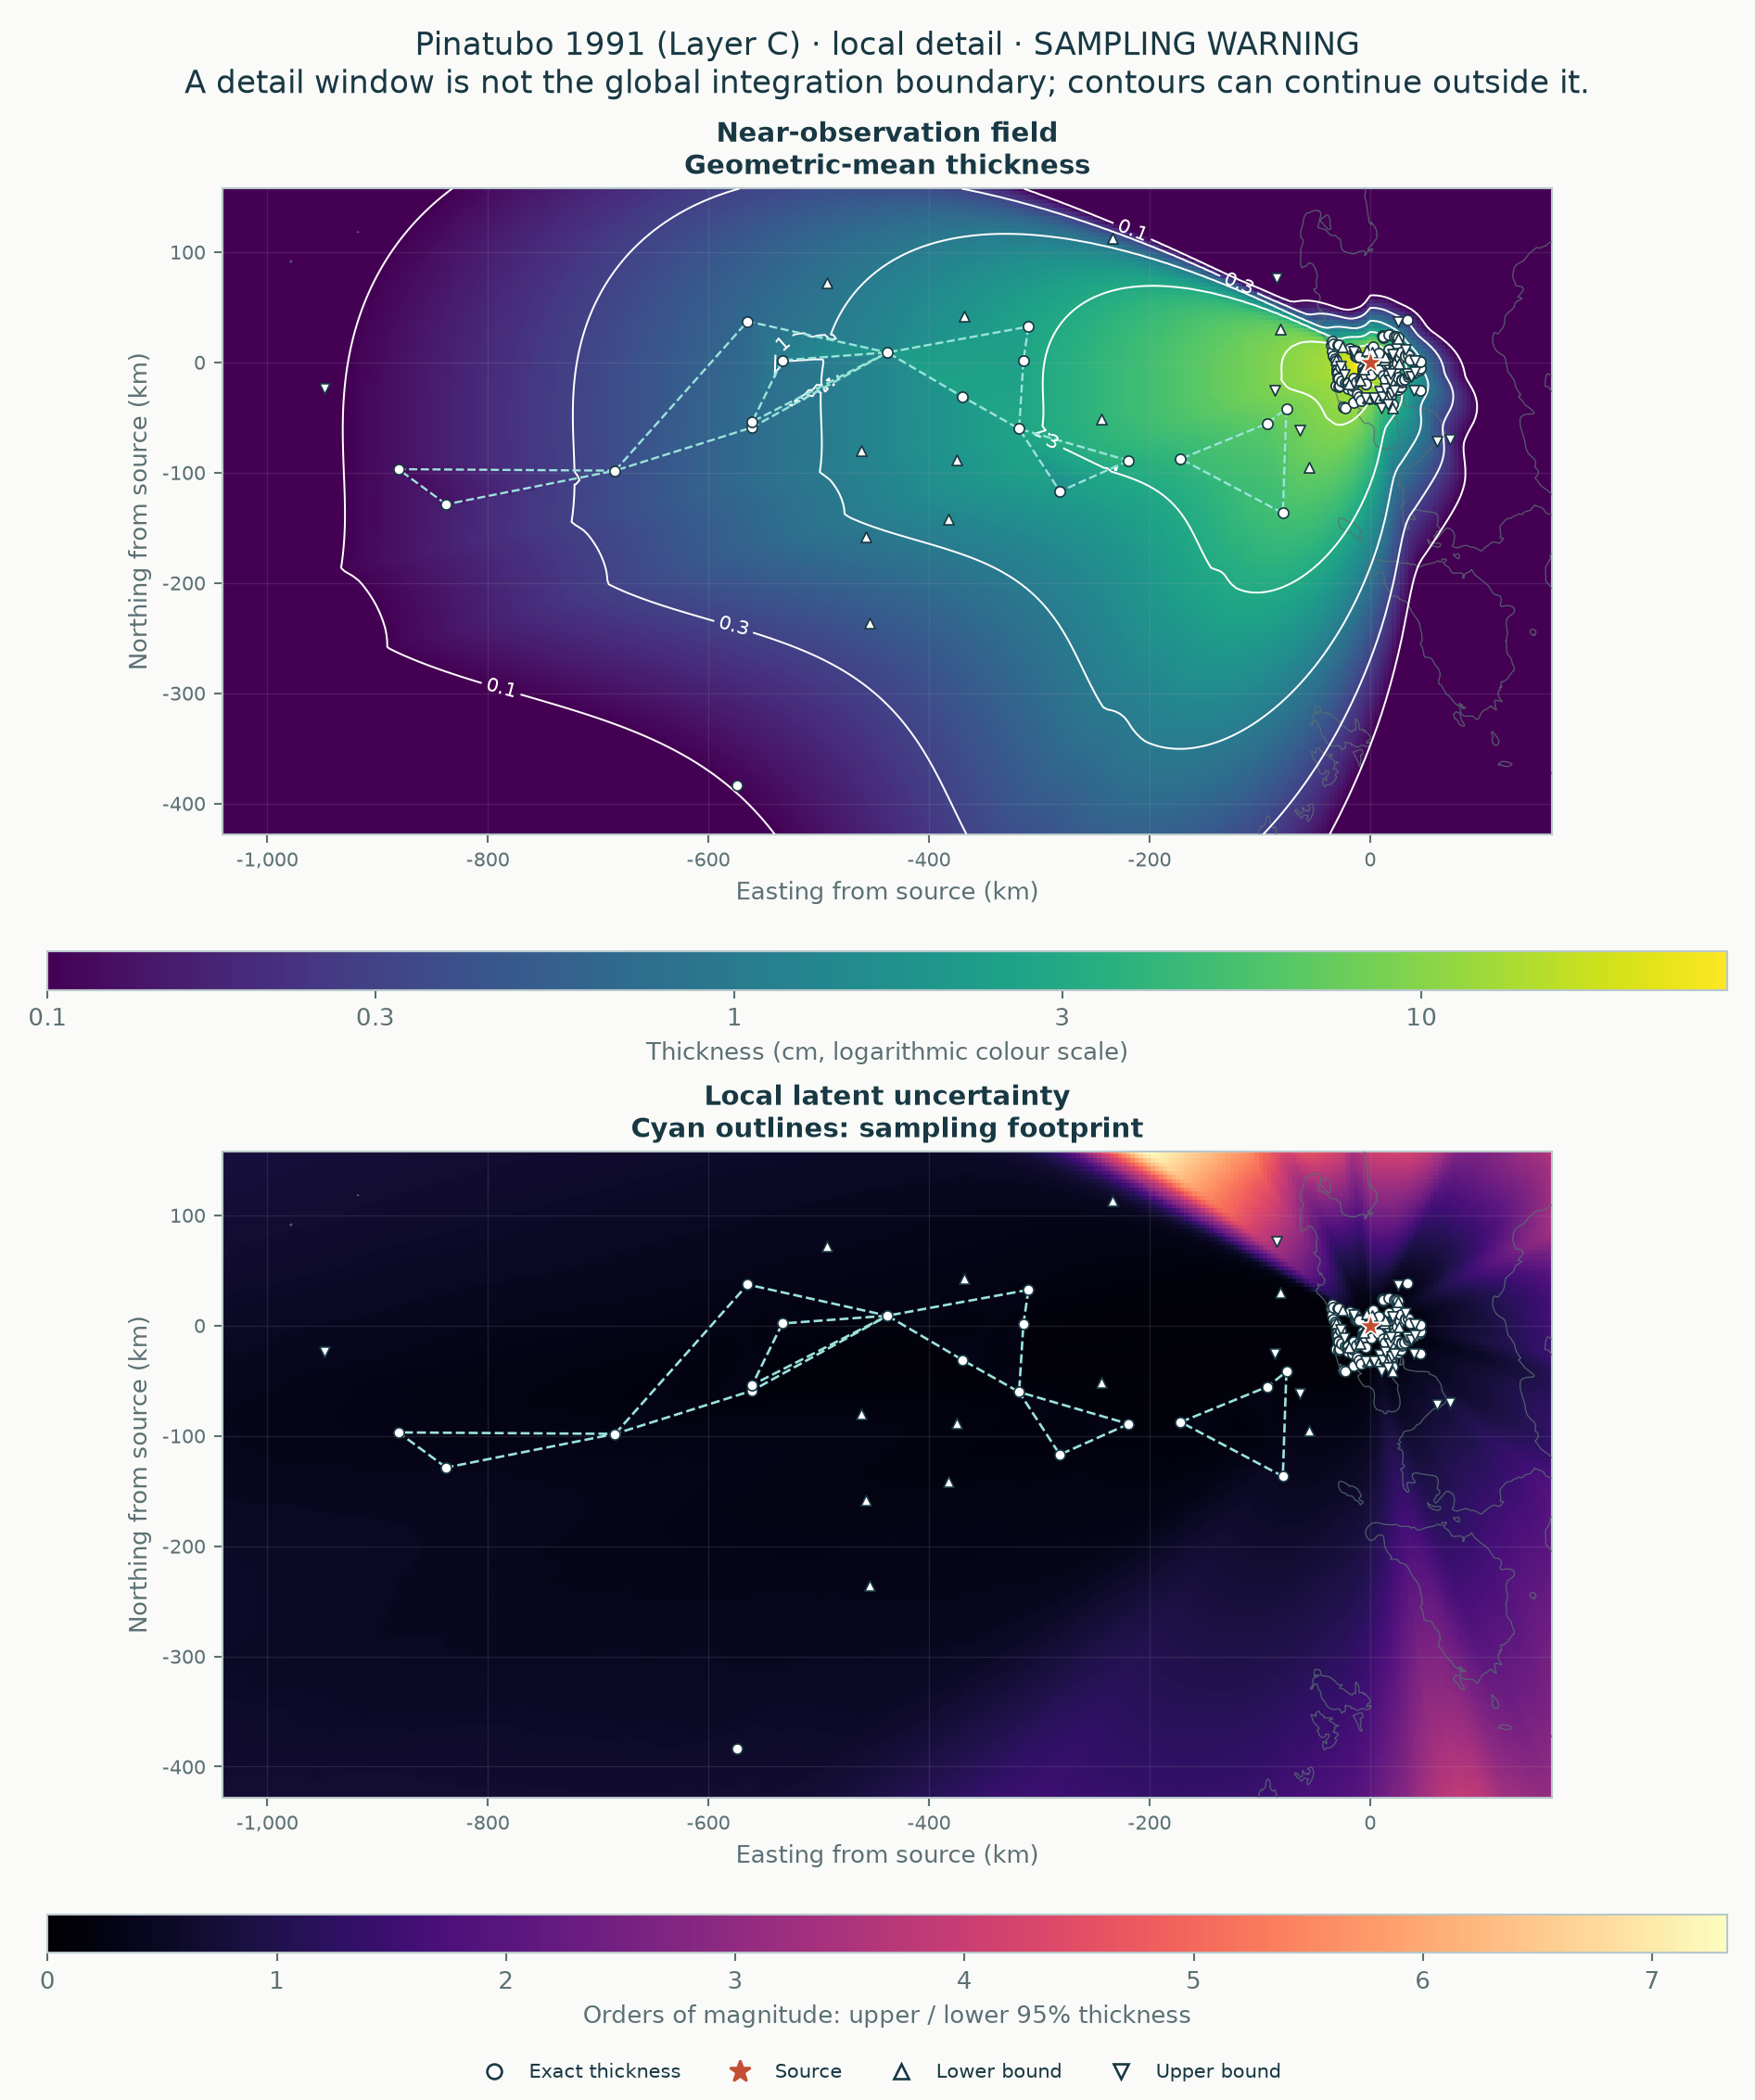 Pinatubo 1991 (Layer C) · local detail · SAMPLING WARNING
A detail window is not the global integration boundary; contours can continue outside it.
Near-observation field
Geometric-mean thickness
Northing from source (km)
100
0
-100
-200
-300
-400
0.1
0.3
1
3
0.3
0.1
-1,000
-800
-600
-400
-200
0
Easting from source (km)
0.1
0.3
1
3
10
Thickness (cm, logarithmic colour scale)
Local latent uncertainty
Cyan outlines: sampling footprint
Northing from source (km)
100
0
-100
-200
-300
-400
-1,000
-800
-600
-400
-200
0
Easting from source (km)
0
1
2
3
4
5
6
7
Orders of magnitude: upper / lower 95% thickness
Exact thickness
Source
Lower bound
Upper bound